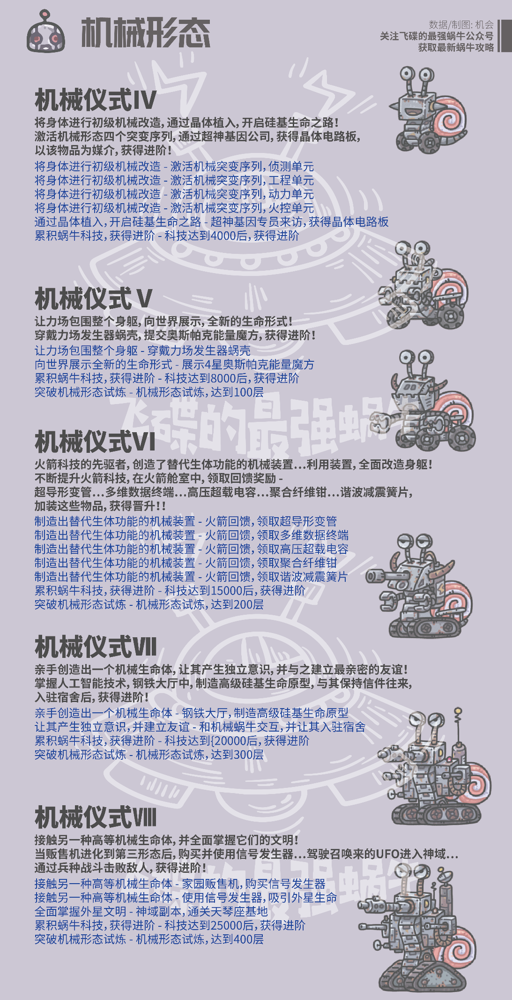 机械形态
数据/制图: 机会
关注飞碟的最强蜗牛公众号
获取最新蜗牛攻略
机械仪式IV
将身体进行初级机械改造, 通过晶体植入, 开启硅基生命之路!
激活机械形态四个突变序列, 通过超神基因公司, 获得晶体电路板,
以该物品为媒介, 获得进阶!
将身体进行初级机械改造 - 激活机械突变序列, 侦测单元
将身体进行初级机械改造 - 激活机械突变序列, 工程单元
将身体进行初级机械改造 - 激活机械突变序列, 动力单元
将身体进行初级机械改造 - 激活机械突变序列, 火控单元
通过晶体植入, 开启硅基生命之路 - 超神基因专员来访, 获得晶体电路板
累积蜗牛科技, 获得进阶 - 科技达到4000后, 获得进阶
机械仪式 V
让力场包围整个身躯, 向世界展示, 全新的生命形式!
穿戴力场发生器蜗壳, 提交奥斯帕克能量魔方, 获得进阶!
让力场包围整个身躯 - 穿戴力场发生器蜗壳
向世界展示全新的生命形式 - 展示4星奥斯帕克能量魔方
累积蜗牛科技, 获得进阶 - 科技达到8000后, 获得进阶
突破机械形态试炼 - 机械形态试炼, 达到100层
飞碟的最强蜗牛
机械仪式VI
火箭科技的先驱者, 创造了替代生体功能的机械装置...利用装置, 全面改造身躯!
不断提升火箭科技, 在火箭舱室中, 领取回馈奖励 -
超导形变管...多维数据终端...高压超载电容...聚合纤维钳...谐波减震簧片,
加装这些物品, 获得晋升!!
制造出替代生体功能的机械装置 - 火箭回馈, 领取超导形变管
制造出替代生体功能的机械装置 - 火箭回馈, 领取多维数据终端
制造出替代生体功能的机械装置 - 火箭回馈, 领取高压超载电容
制造出替代生体功能的机械装置 - 火箭回馈, 领取聚合纤维钳
制造出替代生体功能的机械装置 - 火箭回馈, 领取谐波减震簧片
累积蜗牛科技, 获得进阶 - 科技达到15000后, 获得进阶
突破机械形态试炼 - 机械形态试炼, 达到200层
机械仪式VII
亲手创造出一个机械生命体, 让其产生独立意识, 并与之建立最亲密的友谊!
掌握人工智能技术, 钢铁大厅中, 制造高级硅基生命原型, 与其保持信件往来,
入驻宿舍后, 获得进阶!
亲手创造出一个机械生命体 - 钢铁大厅, 制造高级硅基生命原型
让其产生独立意识, 并建立友谊 - 和机械蜗牛交互, 并让其入驻宿舍
累积蜗牛科技, 获得进阶 - 科技达到{20000后, 获得进阶
突破机械形态试炼 - 机械形态试炼, 达到300层
机械仪式VIII
接触另一种高等机械生命体, 并全面掌握它们的文明!
当贩售机进化到第三形态后, 购买并使用信号发生器...驾驶召唤来的UFO进入神域...
通过兵种战斗击败敌人, 获得进阶!
飞碟的最强蜗牛
接触另一种高等机械生命体 - 家园贩售机, 购买信号发生器
接触另一种高等机械生命体 - 使用信号发生器, 吸引外星生命
全面掌握外星文明 - 神域副本, 通关天琴座基地
累积蜗牛科技, 获得进阶 - 科技达到25000后, 获得进阶
突破机械形态试炼 - 机械形态试炼, 达到400层